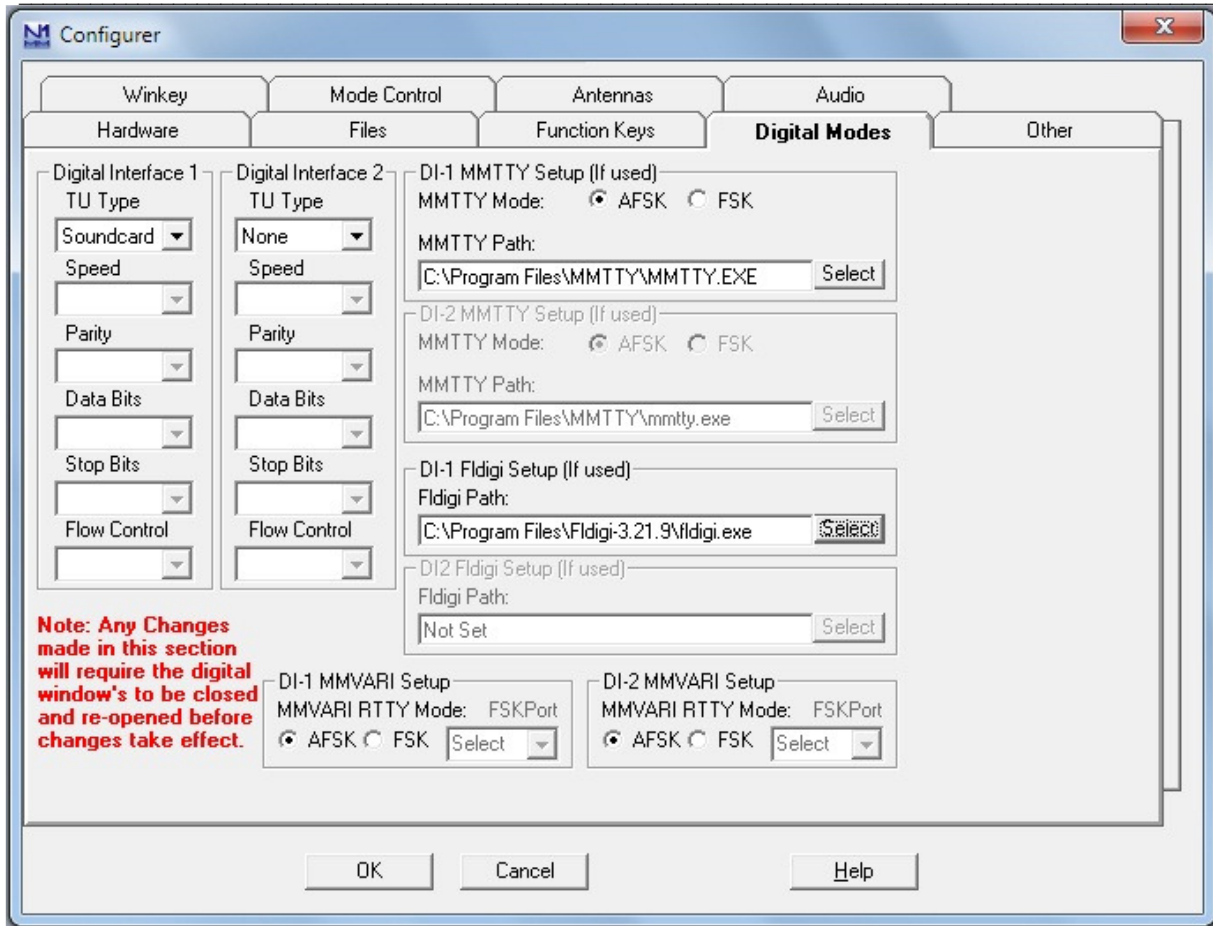 N1
MM
Configurer
X
Winkey Mode Control Antennas Audio
Hardware Files Function Keys Digital Modes Other
Digital Interface 1
TU Type
Soundcard
Speed
Parity
Data Bits
Stop Bits
Flow Control
Digital Interface 2
TU Type
None
Speed
Parity
Data Bits
Stop Bits
Flow Control
DI-1 MMTTY Setup (If used)
MMTTY Mode: AFSK FSK
MMTTY Path:
C:\Program Files\MMTTY\MMTTY.EXE Select
DI-2 MMTTY Setup (If used)
MMTTY Mode: AFSK FSK
MMTTY Path:
C:\Program Files\MMTTY\mmtty.exe Select
DI-1 Fldigi Setup (If used)
Fldigi Path:
C:\Program Files\Fldigi-3.21.9\fldigi.exe Select
DI2 Fldigi Setup (If used)
Fldigi Path:
Not Set Select
Note: Any Changes
made in this section
will require the digital
window's to be closed
and re-opened before
changes take effect.
DI-1 MMVARI Setup
MMVARI RTTY Mode: FSKPort
AFSK FSK Select
DI-2 MMVARI Setup
MMVARI RTTY Mode: FSKPort
AFSK FSK Select
OK Cancel Help